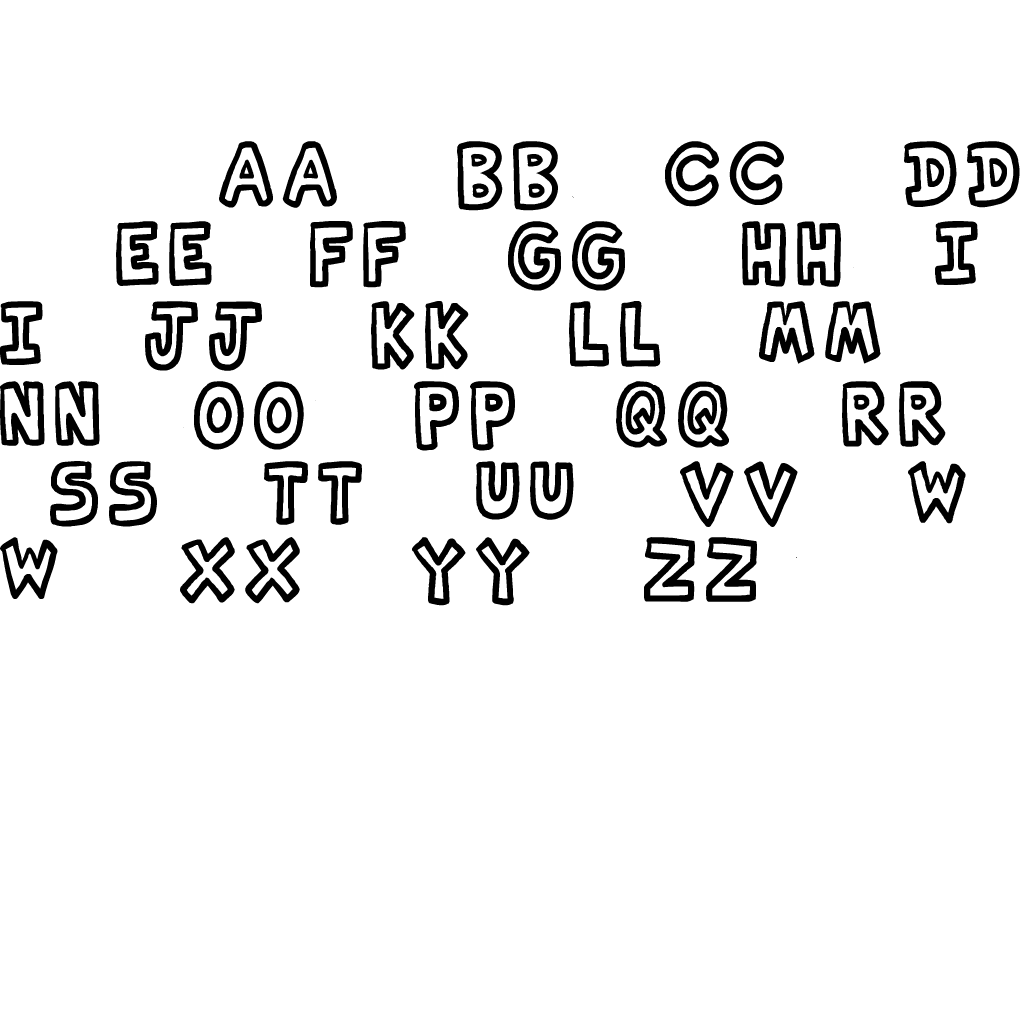 AA BB CC DD
EE FF GG HH I
I JJ KK LL MM
NN OO PP QQ RR
SS TT UU VV W
W XX YY ZZ